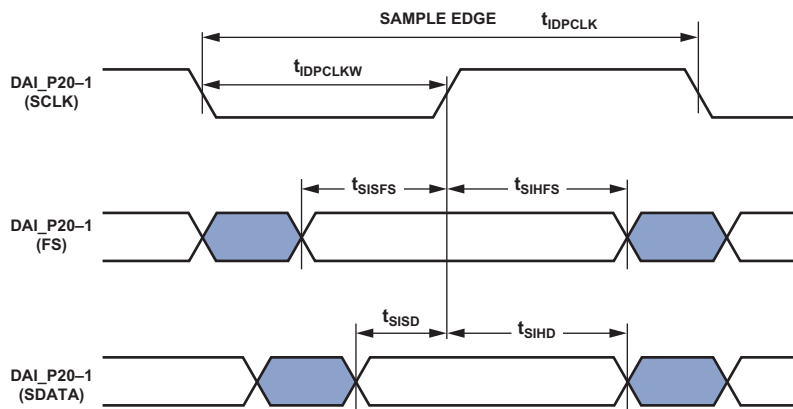 SAMPLE EDGE
tIDPCLK
tIDPCLKW
DAI_P20–1
(SCLK)
tSISFS
tSIHFS
DAI_P20–1
(FS)
tSISD
tSIHD
DAI_P20–1
(SDATA)